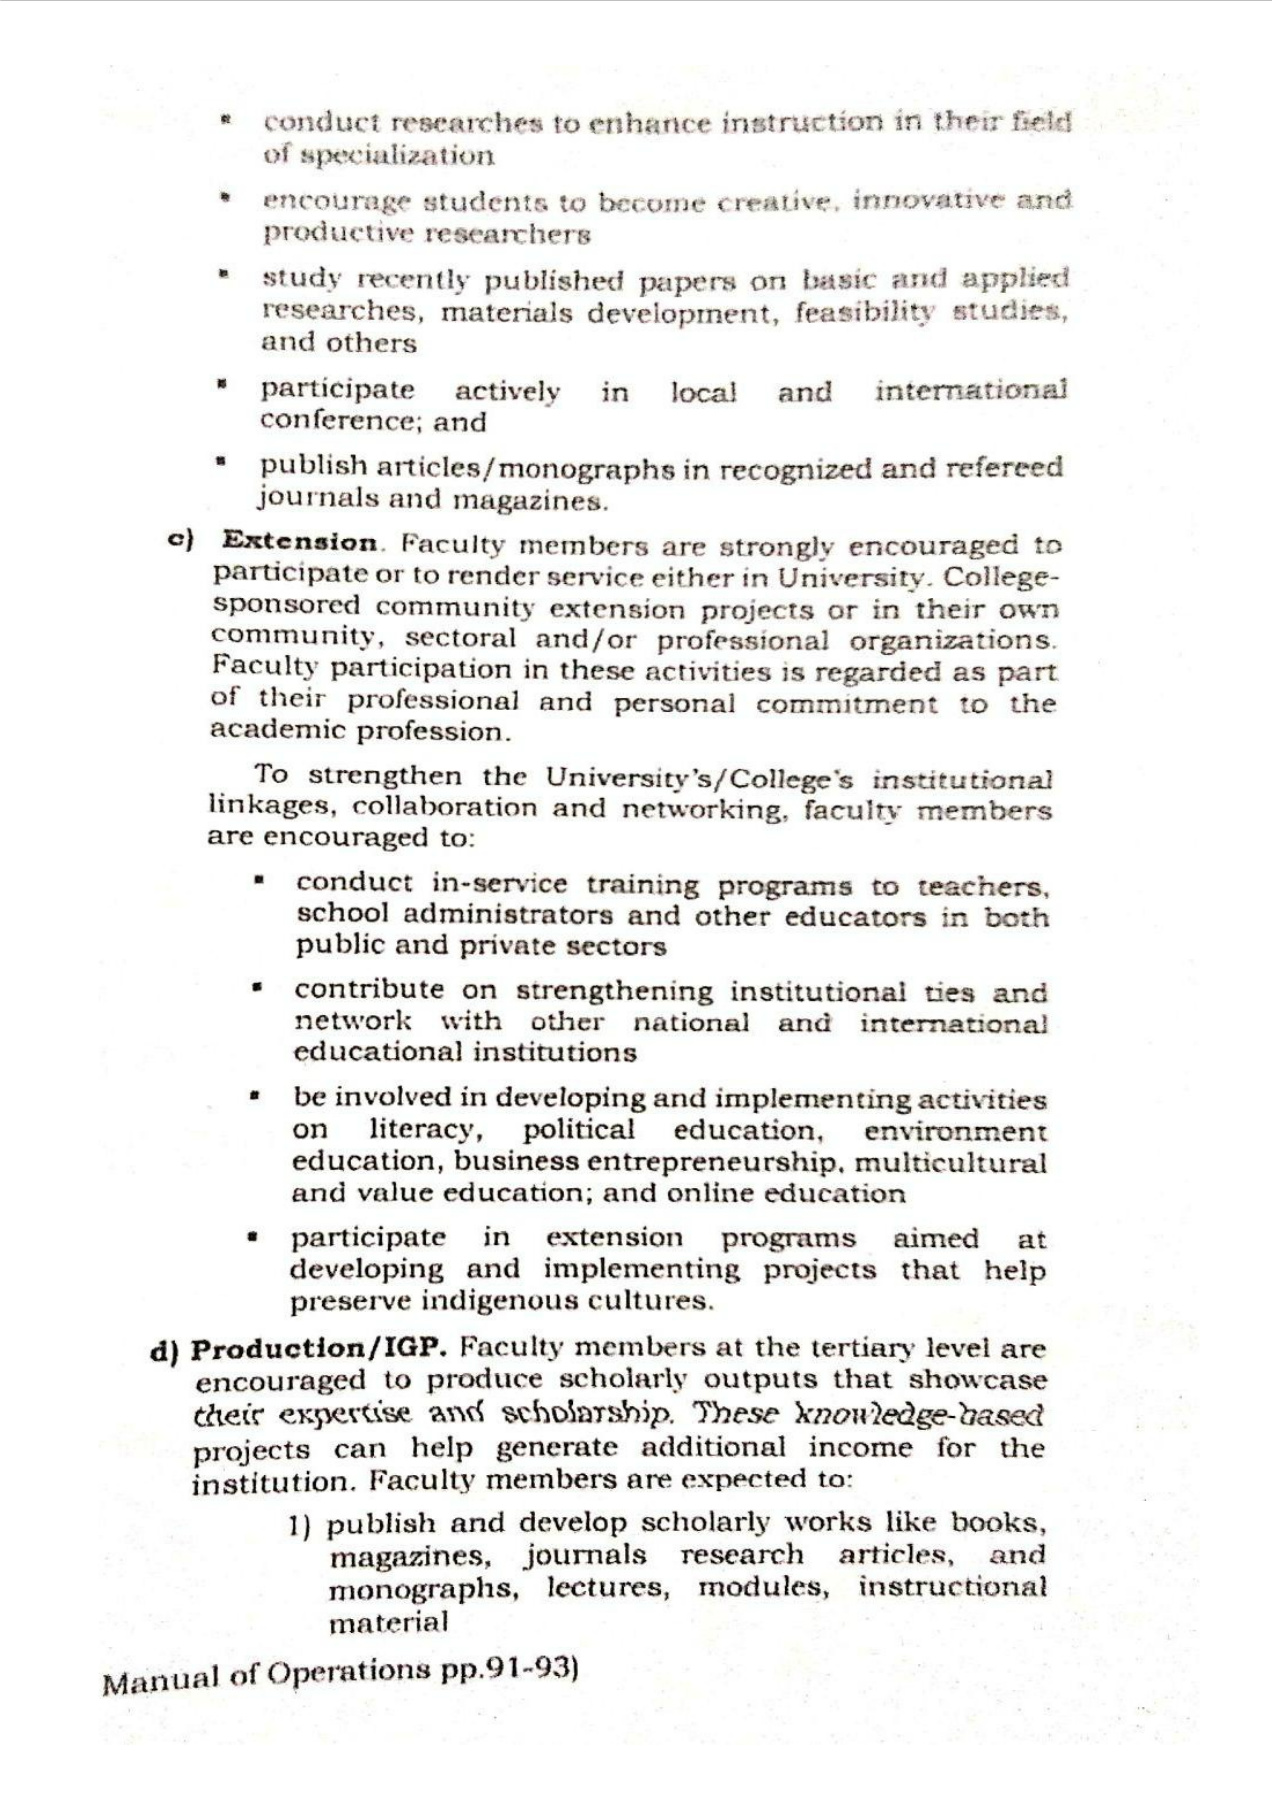 ▪ conduct researches to enhance instruction in their field
of specialization
▪ encourage students to become creative, innovative and
productive researchers
▪ study recently published papers on basic and applied
researches, materials development, feasibility studies,
and others
▪ participate actively in local and international
conference; and
▪ publish articles/monographs in recognized and refereed
journals and magazines.
c) Extension. Faculty members are strongly encouraged to
participate or to render service either in University. College-
sponsored community extension projects or in their own
community, sectoral and/or professional organizations.
Faculty participation in these activities is regarded as part
of their professional and personal commitment to the
academic profession.
To strengthen the University's/College's institutional
linkages, collaboration and networking, faculty members
are encouraged to:
▪ conduct in-service training programs to teachers,
school administrators and other educators in both
public and private sectors
▪ contribute on strengthening institutional ties and
network with other national and international
educational institutions
▪ be involved in developing and implementing activities
on literacy, political education, environment
education, business entrepreneurship, multicultural
and value education; and online education
▪ participate in extension programs aimed at
developing and implementing projects that help
preserve indigenous cultures.
d) Production/IGP. Faculty members at the tertiary level are
encouraged to produce scholarly outputs that showcase
their expertise and scholarship. These knowledge-based
projects can help generate additional income for the
institution. Faculty members are expected to:
1) publish and develop scholarly works like books,
magazines, journals research articles, and
monographs, lectures, modules, instructional
material
Manual of Operations pp.91-93)